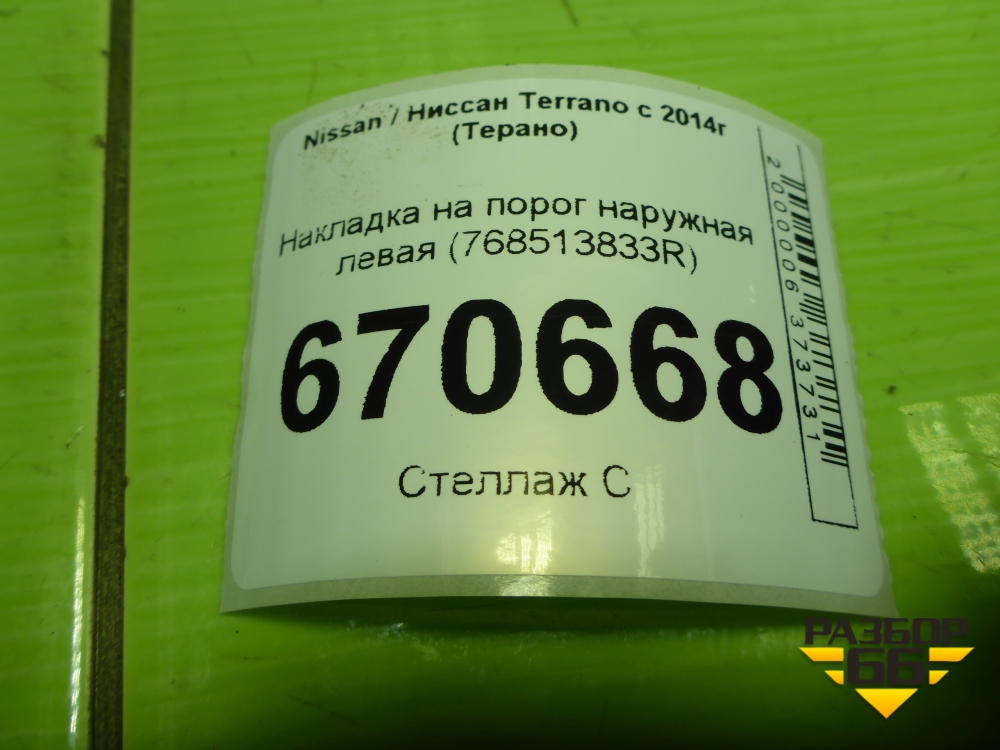 Nissan / Ниссан Terrano с 2014г
(Терано)
Накладка на порог наружная
левая (768513833R)
670668
Стеллаж С
2000006373731
РАЗБОР
66